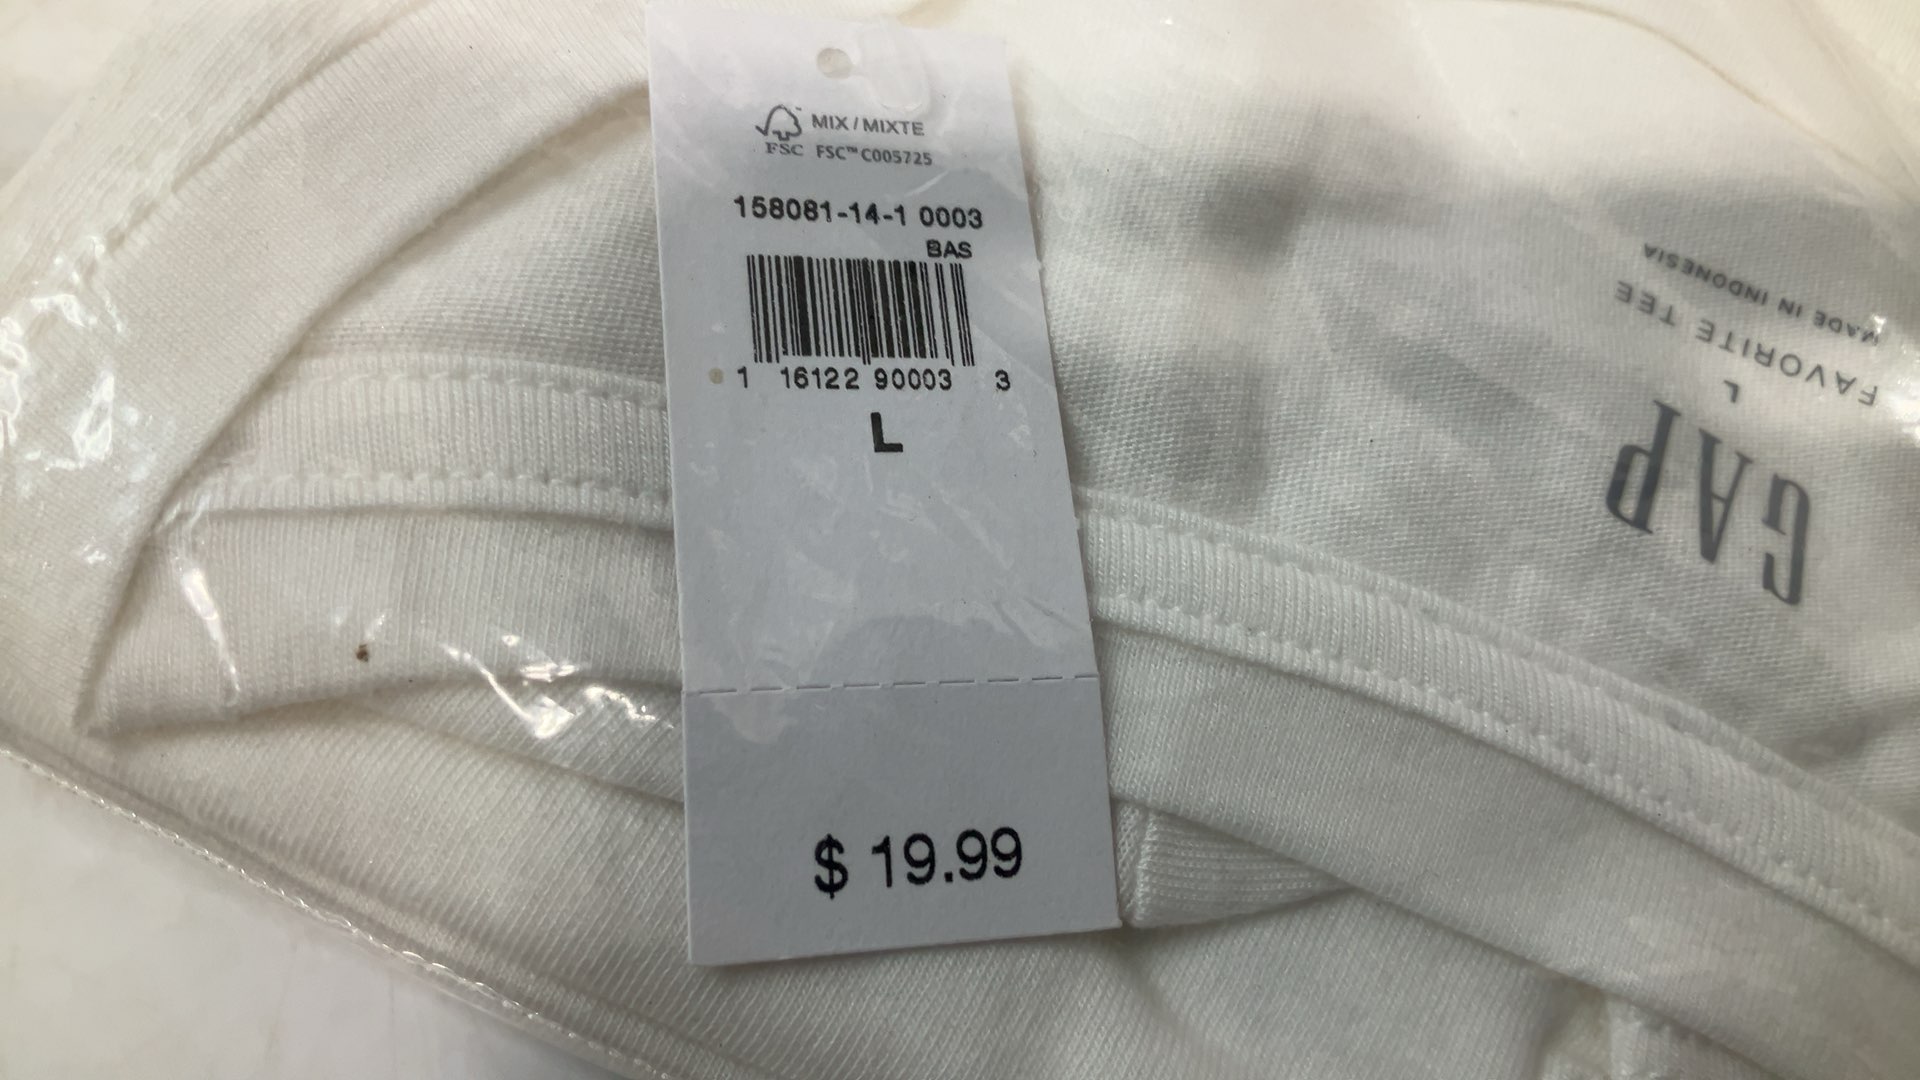 MIX / MIXTE
FSC FSC™ C005725
158081-14-1 0003
BAS
1 16122 90003 3
L
$ 19.99
GAP
L
FAVORITE TEE
MADE IN INDONESIA